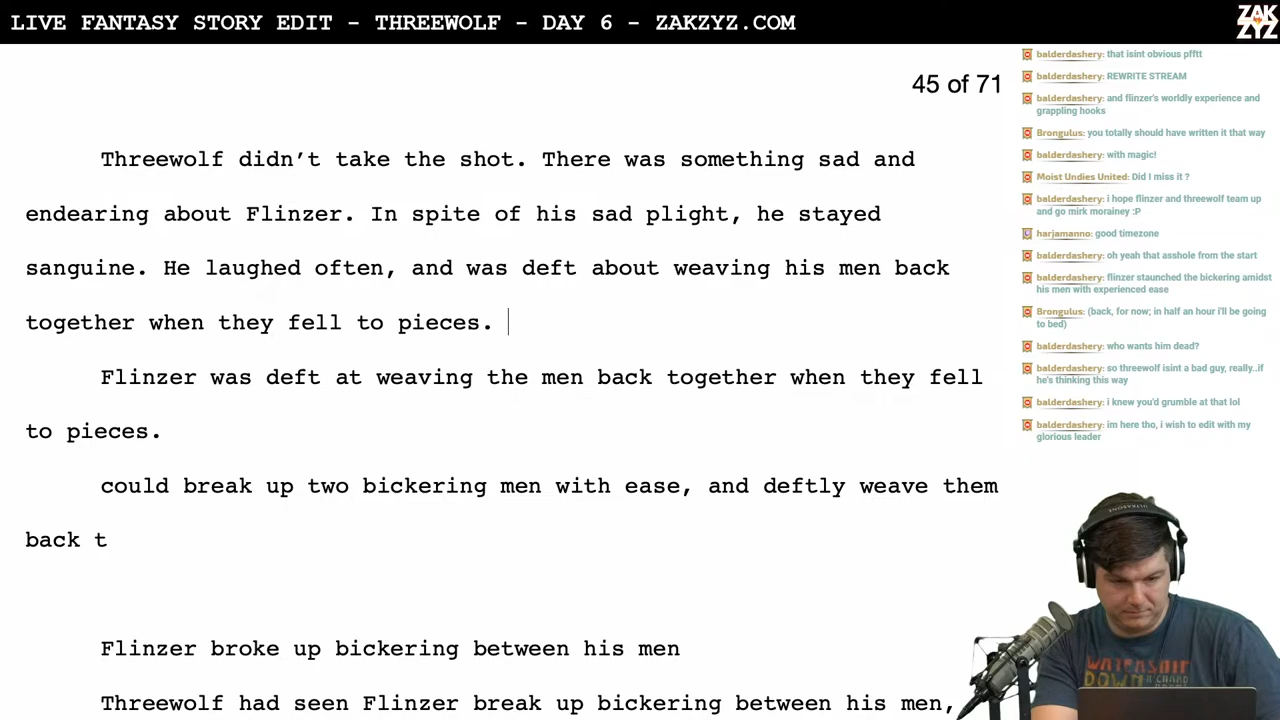 LIVE FANTASY STORY EDIT - THREEWOLF - DAY 6 - ZAKZYZ.COM
ZAK
ZYZ
45 of 71
Threewolf didn’t take the shot. There was something sad and
endearing about Flinzer. In spite of his sad plight, he stayed
sanguine. He laughed often, and was deft about weaving his men back
together when they fell to pieces.
Flinzer was deft at weaving the men back together when they fell
to pieces.
could break up two bickering men with ease, and deftly weave them
back t
Flinzer broke up bickering between his men
Threewolf had seen Flinzer break up bickering between his men,
balderdashery: that isint obvious pfftt
balderdashery: REWRITE STREAM
balderdashery: and flinzer's worldly experience and
grappling hooks
Brongulus: you totally should have written it that way
balderdashery: with magic!
Moist Undies United: Did I miss it ?
balderdashery: i hope flinzer and threewolf team up
and go mirk morainey :P
harjamanno: good timezone
balderdashery: oh yeah that asshole from the start
balderdashery: flinzer staunched the bickering amidst
his men with experienced ease
Brongulus: (back, for now; in half an hour i'll be going
to bed)
balderdashery: who wants him dead?
balderdashery: so threewolf isint a bad guy, really..if
he's thinking this way
balderdashery: i knew you'd grumble at that lol
balderdashery: im here tho, i wish to edit with my
glorious leader
ULTRASONE
WATERSHIP
DOWN
RICHARD